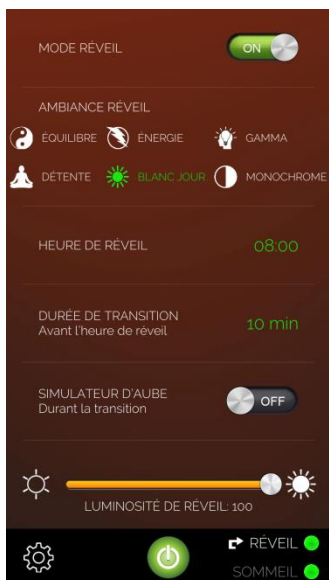 MODE RÉVEIL ON
AMBIANCE RÉVEIL
ÉQUILIBRE ÉNERGIE GAMMA
DÉTENTE BLANC JOUR MONOCHROME
HEURE DE RÉVEIL 08:00
DURÉE DE TRANSITION
Avant l'heure de réveil 10 min
SIMULATEUR D'AUBE
Durant la transition OFF
LUMINOSITÉ DE RÉVEIL: 100
RÉVEIL
SOMMEIL